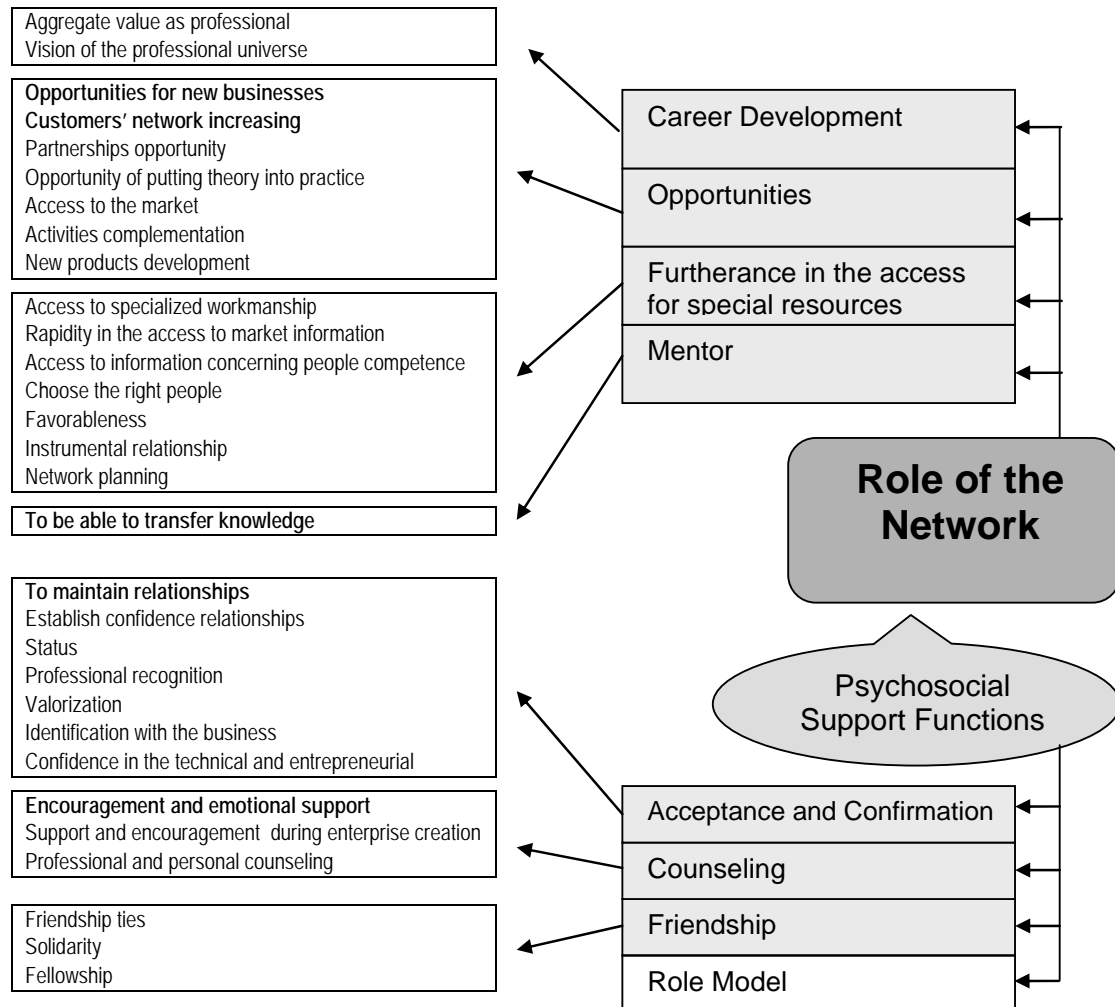 Aggregate value as professional
Vision of the professional universe
Opportunities for new businesses
Customers' network increasing
Partnerships opportunity
Opportunity of putting theory into practice
Access to the market
Activities complementation
New products development
Access to specialized workmanship
Rapidity in the access to market information
Access to information concerning people competence
Choose the right people
Favorableness
Instrumental relationship
Network planning
To be able to transfer knowledge
To maintain relationships
Establish confidence relationships
Status
Professional recognition
Valorization
Identification with the business
Confidence in the technical and entrepreneurial
Encouragement and emotional support
Support and encouragement during enterprise creation
Professional and personal counseling
Friendship ties
Solidarity
Fellowship
Career Development
Opportunities
Furtherance in the access
for special resources
Mentor
Role of the
Network
Psychosocial
Support Functions
Acceptance and Confirmation
Counseling
Friendship
Role Model